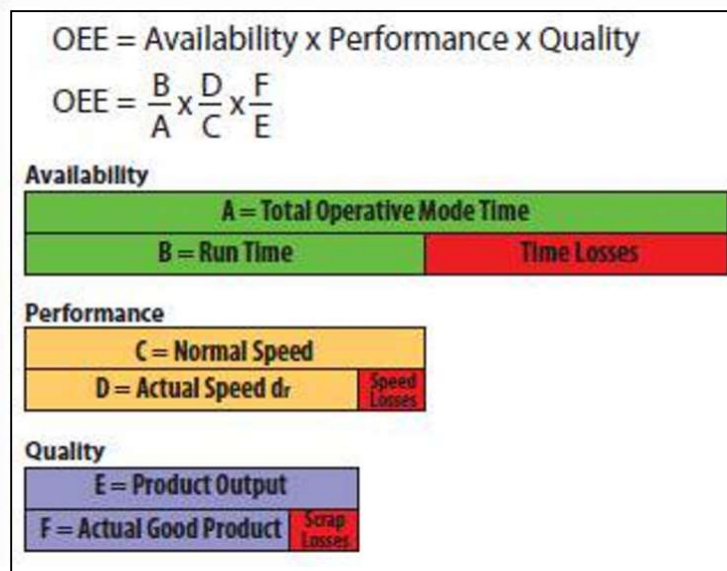 OEE = Availability x Performance x Quality
OEE = B/A x D/C x F/E
Availability
A = Total Operative Mode Time
B = Run Time Time Losses
Performance
C = Normal Speed
D = Actual Speed dr Speed Losses
Quality
E = Product Output
F = Actual Good Product Scrap Losses